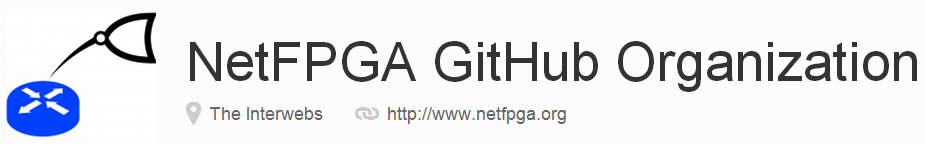 NetFPGA GitHub Organization
The Interwebs http://www.netfpga.org